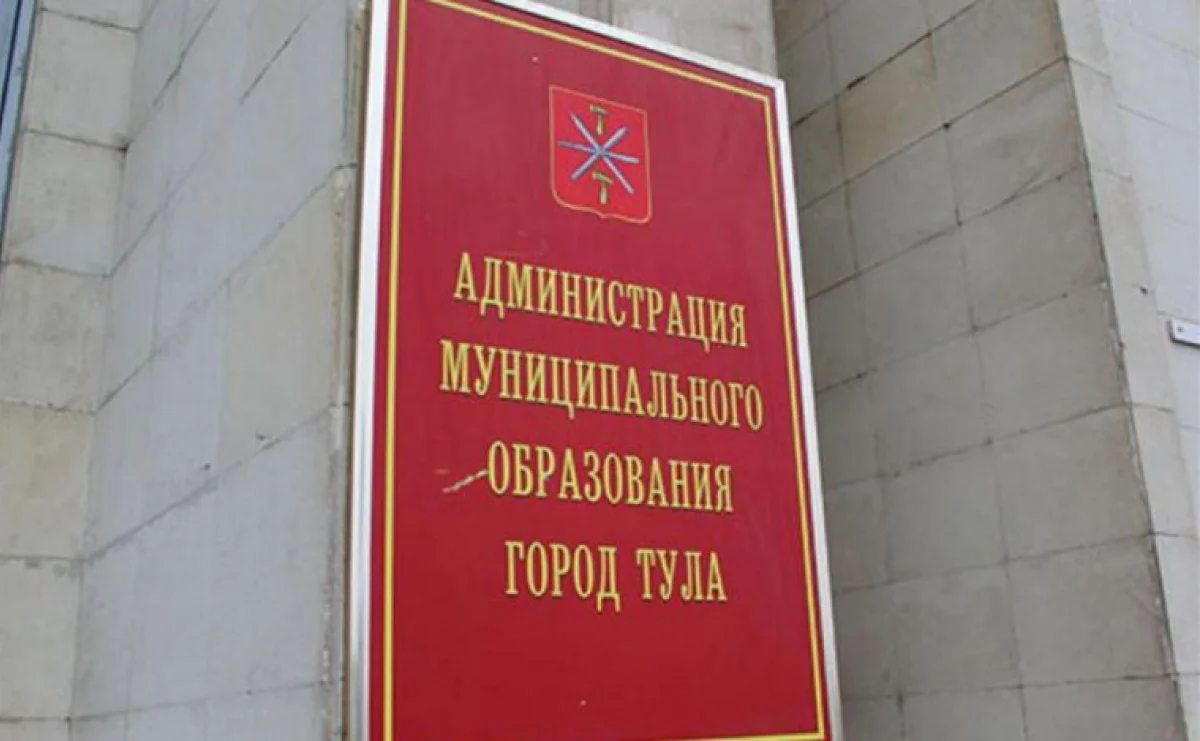 АДМИНИСТРАЦИЯ
МУНИЦИПАЛЬНОГО
ОБРАЗОВАНИЯ
ГОРОД ТУЛА